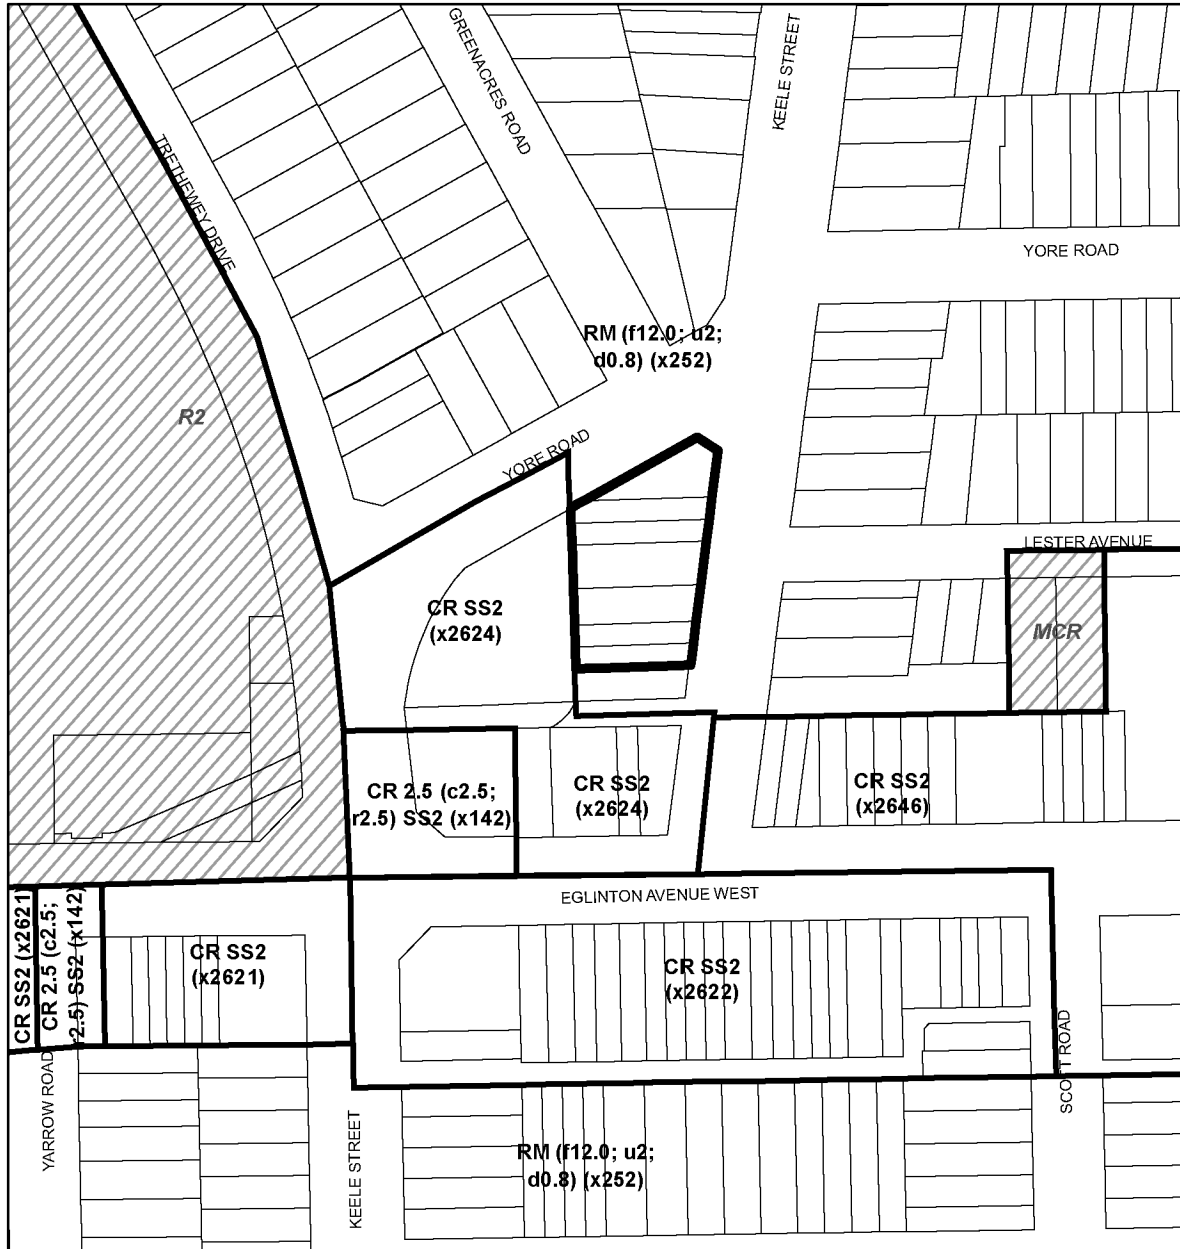 GREENACRES ROAD
KEELE STREET
TRETHEWEY DRIVE
YORE ROAD
RM (f12.0; u2;
d0.8) (x252)
R2
YORE ROAD
LESTER AVENUE
CR SS2
(x2624)
MCR
CR 2.5 (c2.5;
r2.5) SS2 (x142)
CR SS2
(x2624)
CR SS2
(x2646)
EGLINTON AVENUE WEST
CR SS2 (x2621)
CR 2.5 (c2.5;
r2.5) SS2 (x142)
CR SS2
(x2621)
CR SS2
(x2622)
YARROW ROAD
KEELE STREET
SCOTT ROAD
RM (f12.0; u2;
d0.8) (x252)